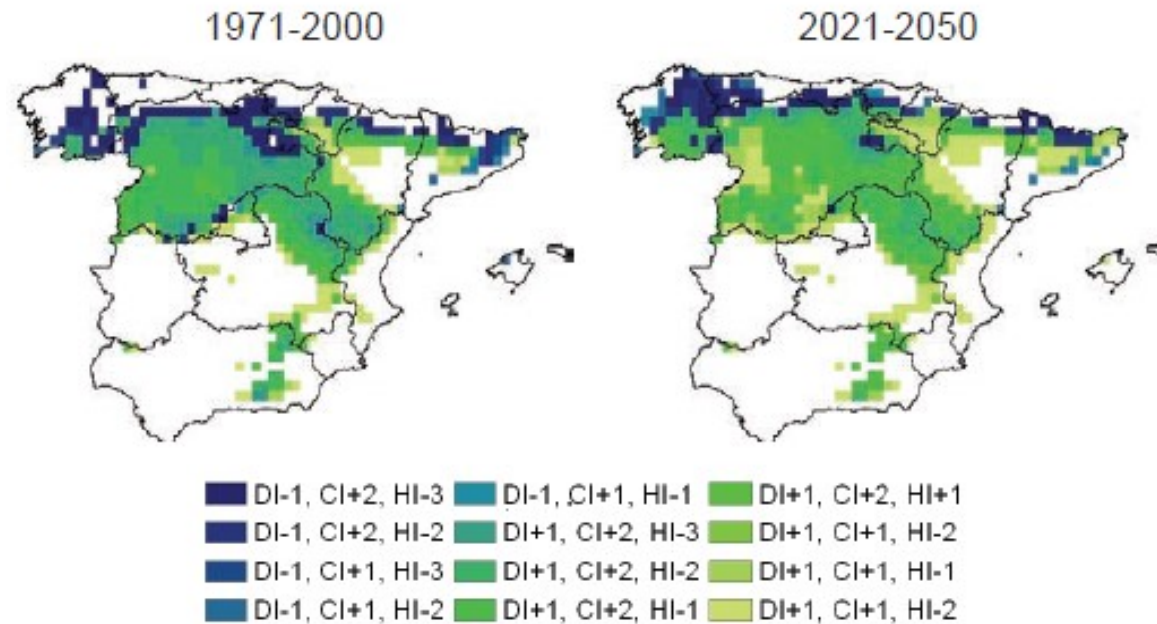 1971-2000 2021-2050
DI-1, CI+2, HI-3 DI-1, CI+1, HI-1 DI+1, CI+2, HI+1
DI-1, CI+2, HI-2 DI+1, CI+2, HI-3 DI+1, CI+1, HI-2
DI-1, CI+1, HI-3 DI+1, CI+2, HI-2 DI+1, CI+1, HI-1
DI-1, CI+1, HI-2 DI+1, CI+2, HI-1 DI+1, CI+1, HI-2